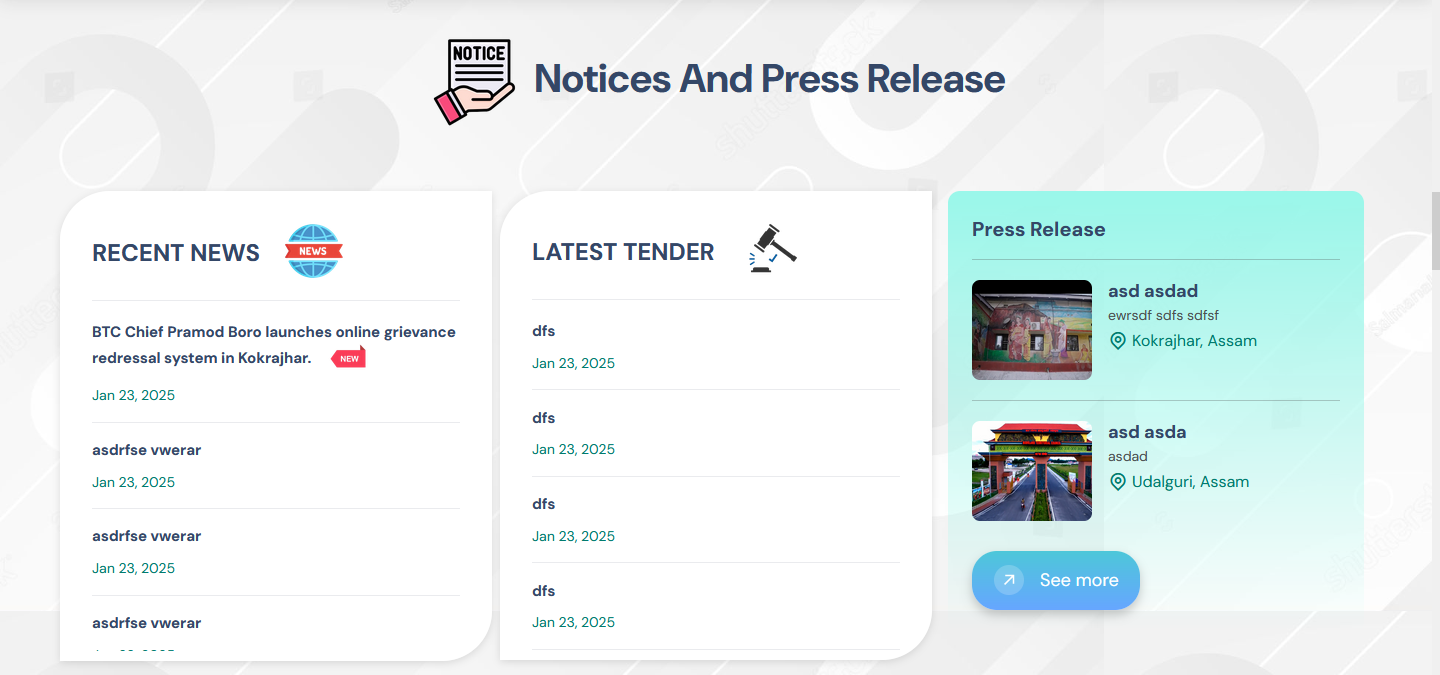 NOTICE
Notices And Press Release
RECENT NEWS
NEWS
BTC Chief Pramod Boro launches online grievance
redressal system in Kokrajhar.
NEW
Jan 23, 2025
asdrfse vwerar
Jan 23, 2025
asdrfse vwerar
Jan 23, 2025
asdrfse vwerar
LATEST TENDER
dfs
Jan 23, 2025
dfs
Jan 23, 2025
dfs
Jan 23, 2025
dfs
Jan 23, 2025
Press Release
asd asdad
ewrsdf sdfs sdfsf
Kokrajhar, Assam
asd asda
asdad
Udalguri, Assam
See more